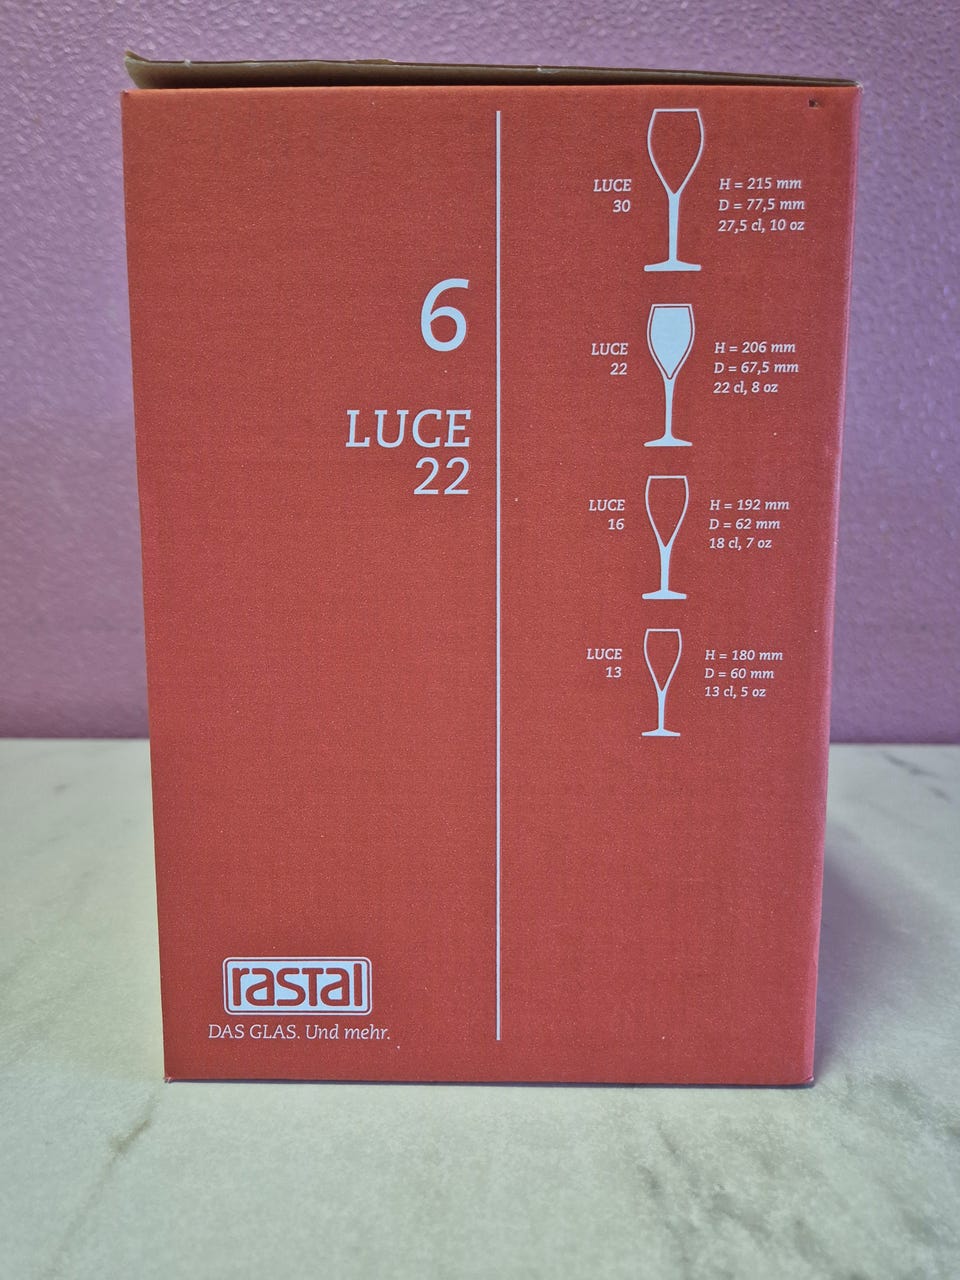 6
LUCE
22
rastal
DAS GLAS. Und mehr.
LUCE
30
H = 215 mm
D = 77,5 mm
27,5 cl, 10 oz
LUCE
22
H = 206 mm
D = 67,5 mm
22 cl, 8 oz
LUCE
16
H = 192 mm
D = 62 mm
18 cl, 7 oz
LUCE
13
H = 180 mm
D = 60 mm
13 cl, 5 oz